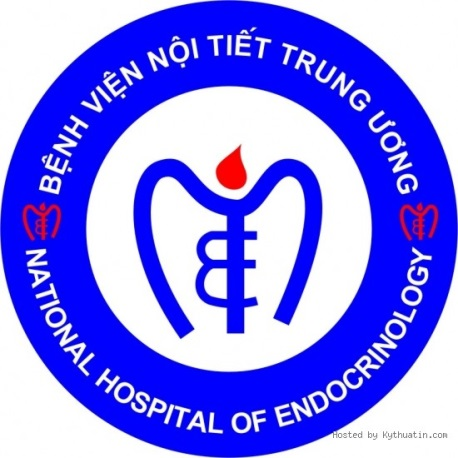 BỆNH VIỆN NỘI TIẾT TRUNG ƯƠNG
NATIONAL HOSPITAL OF ENDOCRINOLOGY
Hosted by Kythuatin.com